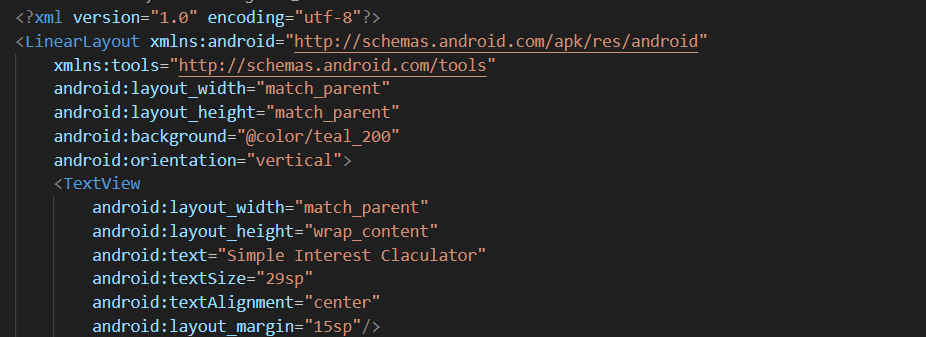 <?xml version="1.0" encoding="utf-8"?>
<LinearLayout xmlns:android="http://schemas.android.com/apk/res/android"
    xmlns:tools="http://schemas.android.com/tools"
    android:layout_width="match_parent"
    android:layout_height="match_parent"
    android:background="@color/teal_200"
    android:orientation="vertical">
    <TextView
        android:layout_width="match_parent"
        android:layout_height="wrap_content"
        android:text="Simple Interest Claculator"
        android:textSize="29sp"
        android:textAlignment="center"
        android:layout_margin="15sp"/>